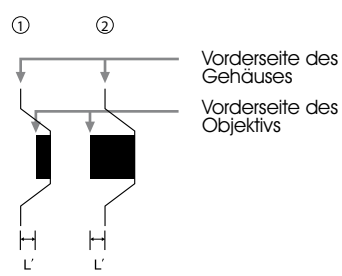 ① ②
Vorderseite des
Gehäuses
Vorderseite des
Objektivs
L′ L′